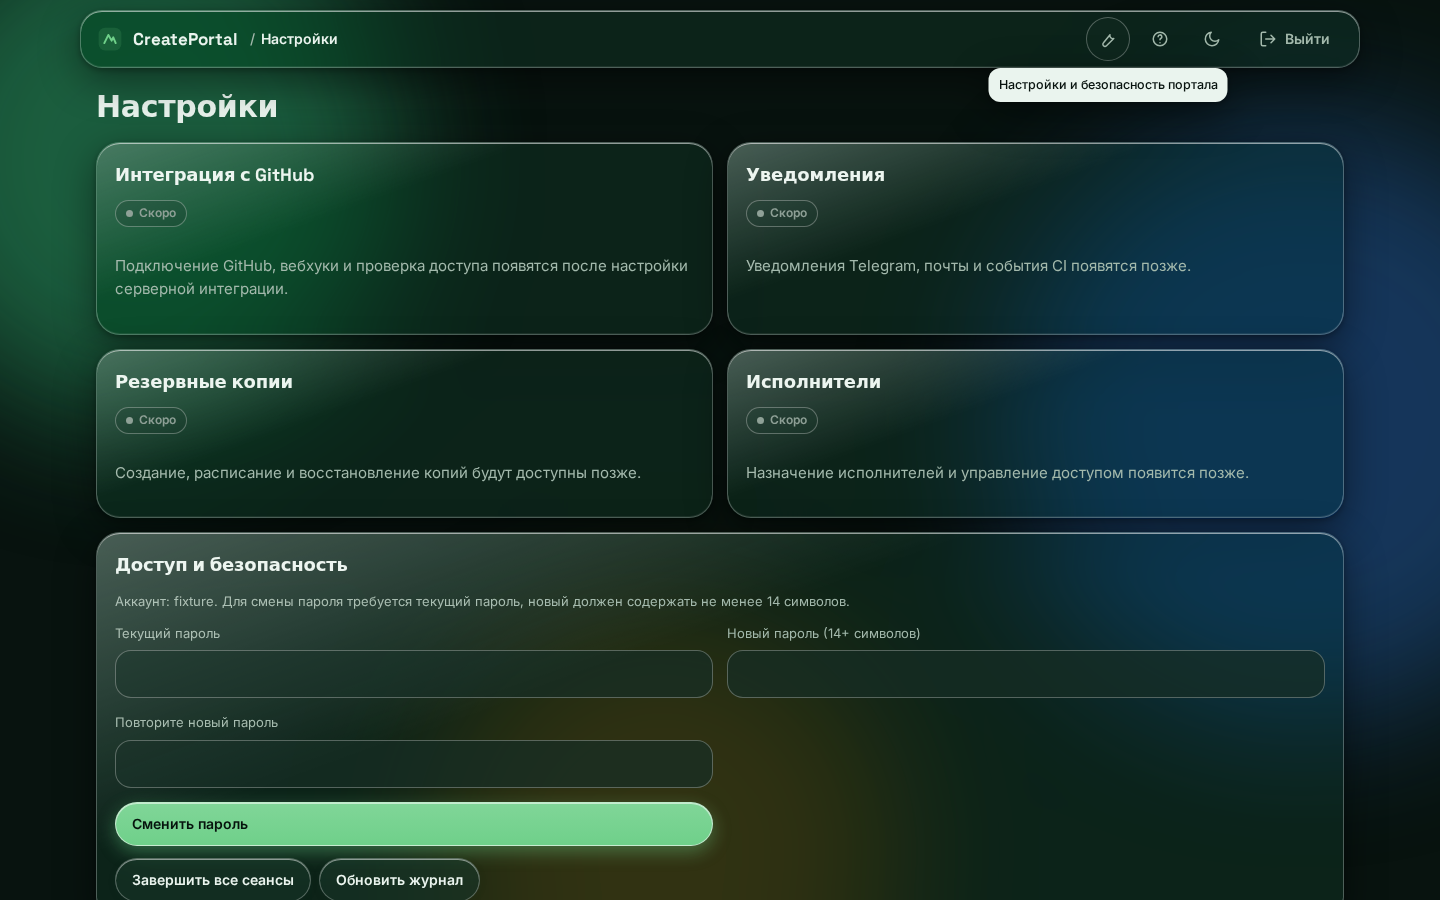 CreatePortal / Настройки
Выйти
Настройки и безопасность портала
Настройки
Интеграция с GitHub
Скоро
Подключение GitHub, вебхуки и проверка доступа появятся после настройки
серверной интеграции.
Уведомления
Скоро
Уведомления Telegram, почты и события CI появятся позже.
Резервные копии
Скоро
Создание, расписание и восстановление копий будут доступны позже.
Исполнители
Скоро
Назначение исполнителей и управление доступом появится позже.
Доступ и безопасность
Аккаунт: fixture. Для смены пароля требуется текущий пароль, новый должен содержать не менее 14 символов.
Текущий пароль
Новый пароль (14+ символов)
Повторите новый пароль
Сменить пароль
Завершить все сеансы
Обновить журнал